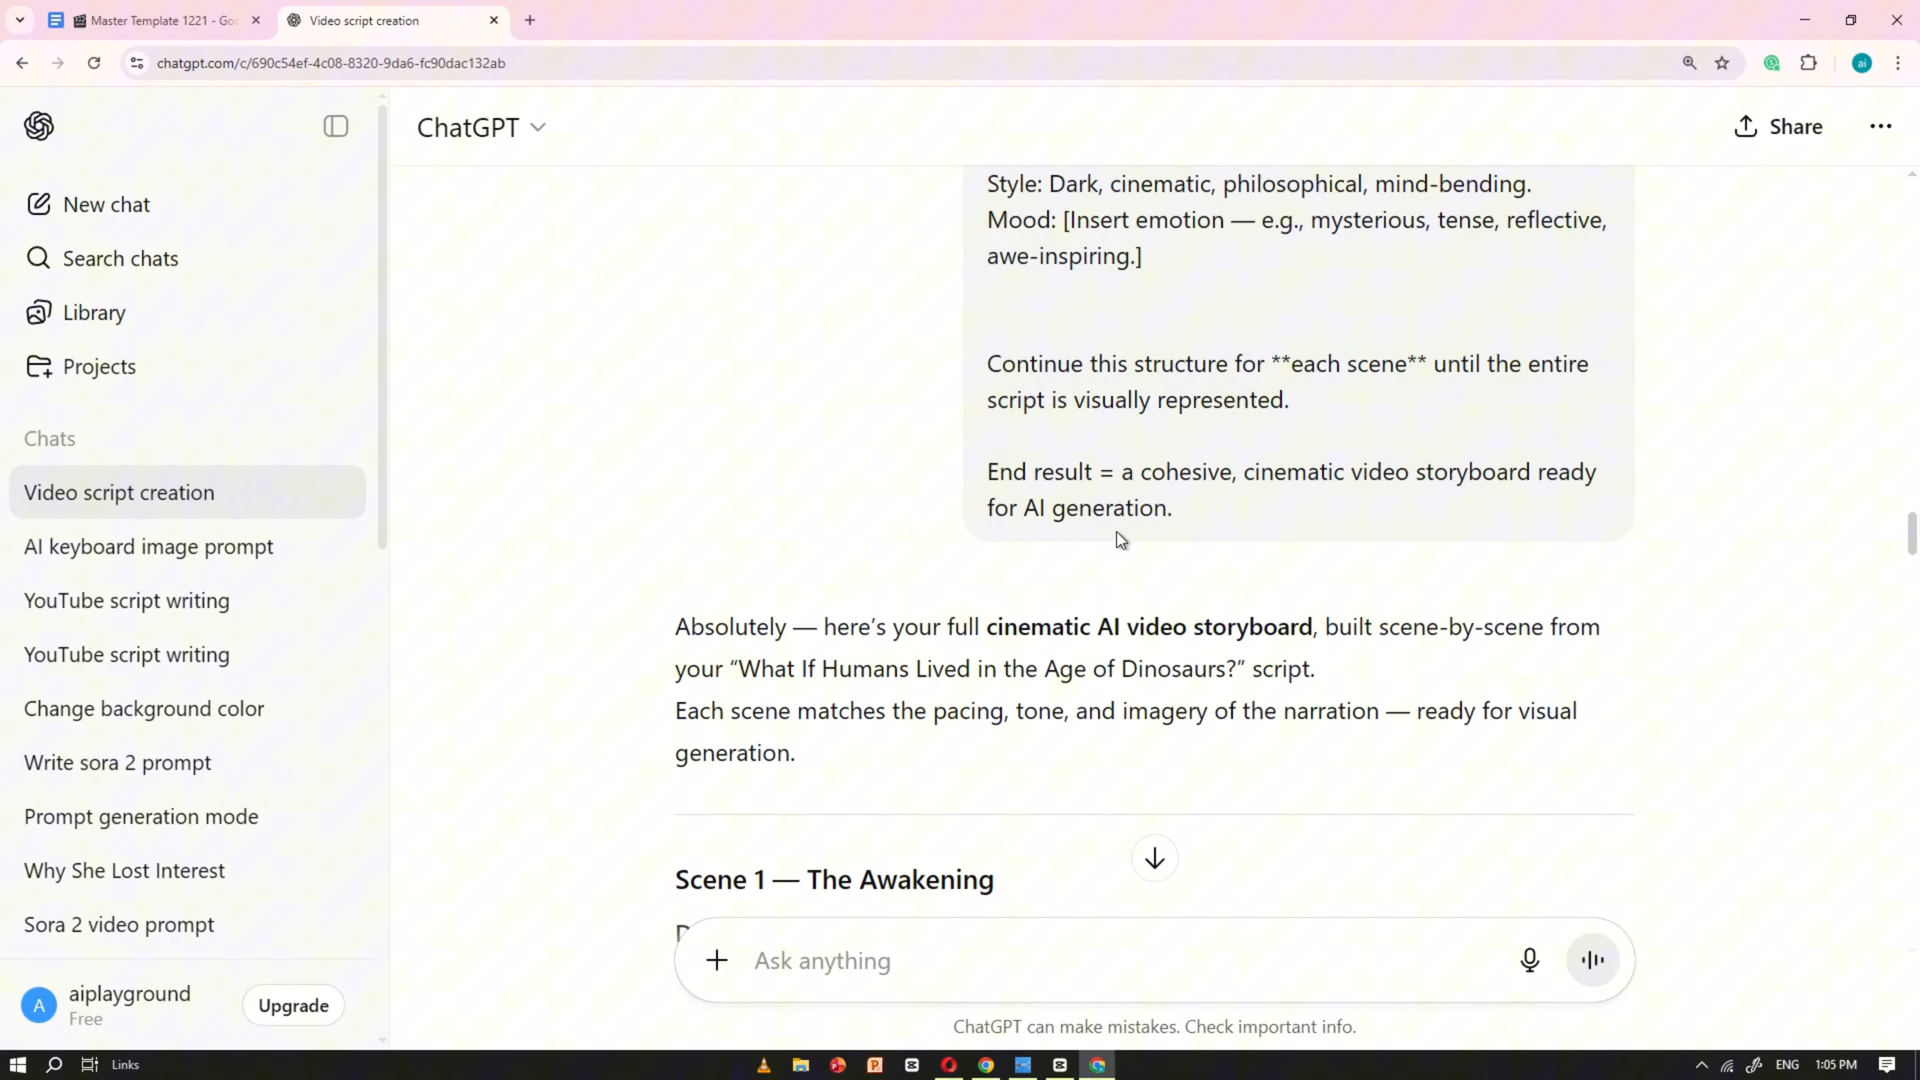 Master Template 1221 - Go
Video script creation
chatgpt.com/c/690c54ef-4c08-8320-9da6-fc90dac132ab
ai
ChatGPT
Share
New chat
Search chats
Library
Projects
Chats
Video script creation
AI keyboard image prompt
YouTube script writing
YouTube script writing
Change background color
Write sora 2 prompt
Prompt generation mode
Why She Lost Interest
Sora 2 video prompt
A
aiplayground
Free
Upgrade
Style: Dark, cinematic, philosophical, mind-bending.
Mood: [Insert emotion — e.g., mysterious, tense, reflective,
awe-inspiring.]
Continue this structure for **each scene** until the entire
script is visually represented.
End result = a cohesive, cinematic video storyboard ready
for AI generation.
Absolutely — here’s your full cinematic AI video storyboard, built scene-by-scene from
your “What If Humans Lived in the Age of Dinosaurs?” script.
Each scene matches the pacing, tone, and imagery of the narration — ready for visual
generation.
Scene 1 — The Awakening
Ask anything
ChatGPT can make mistakes. Check important info.
Links
ENG
1:05 PM